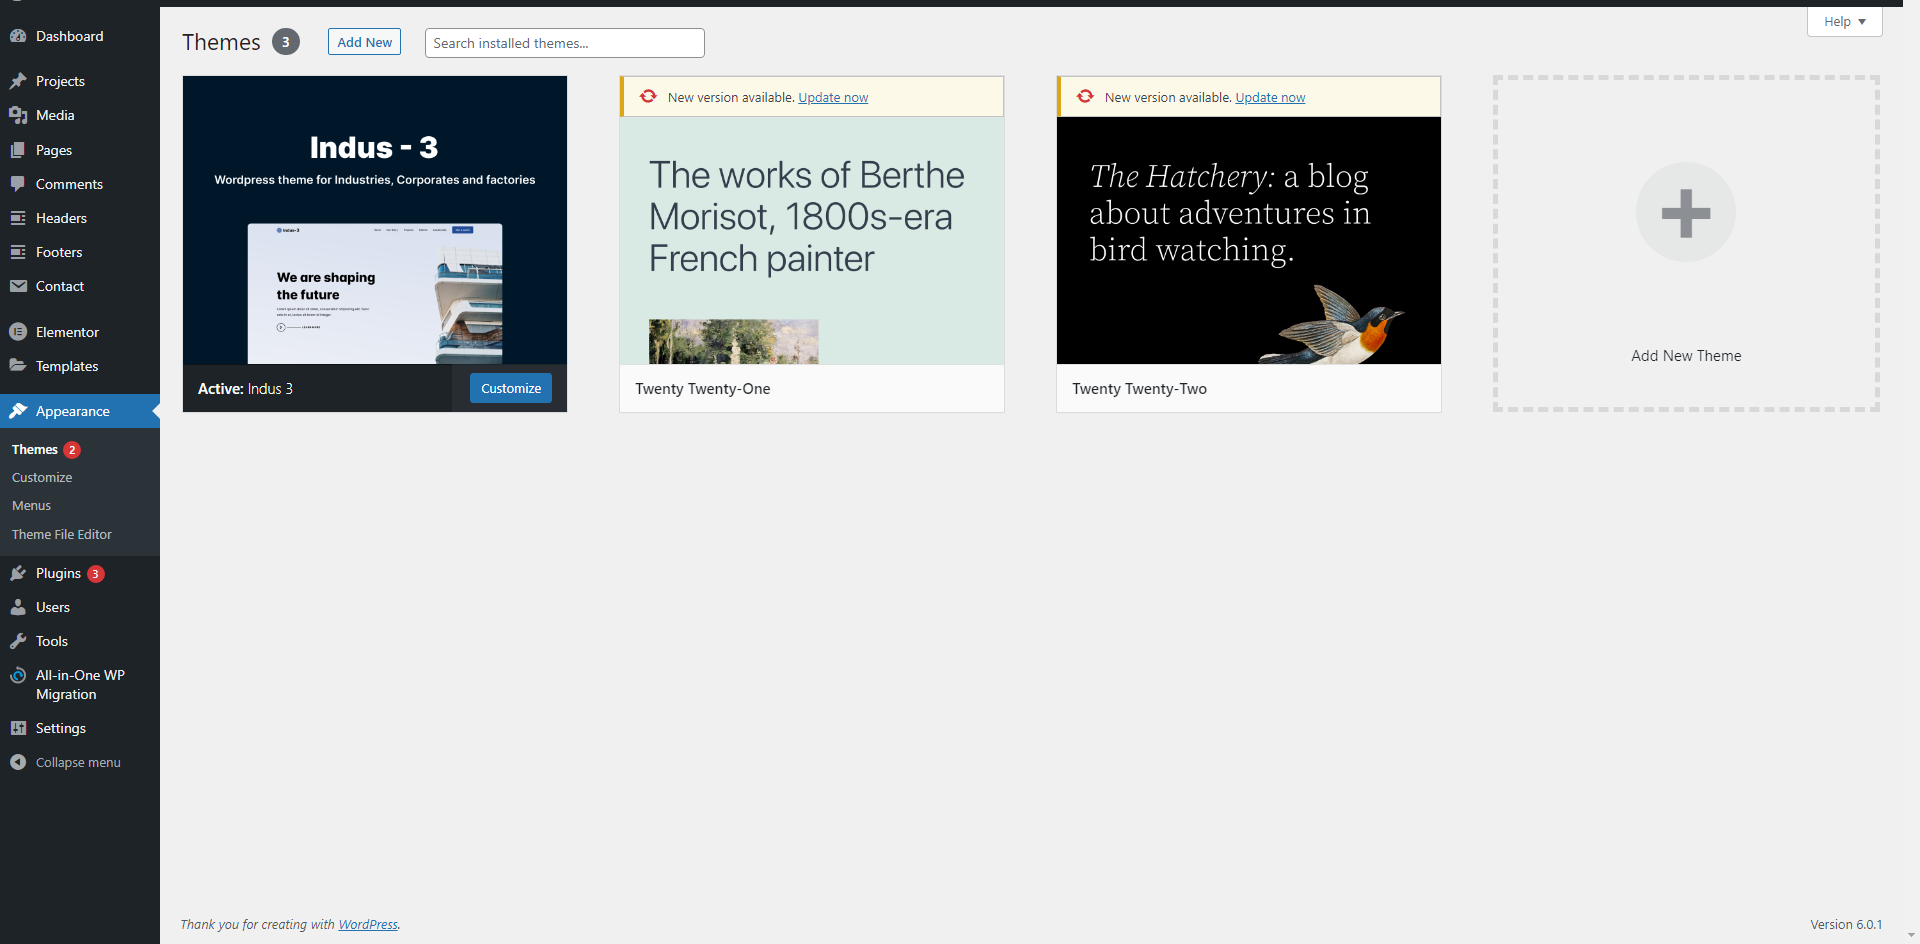 Dashboard
Projects
Media
Pages
Comments
Headers
Footers
Contact
Elementor
Templates
Appearance
Themes 2
Customize
Menus
Theme File Editor
Plugins 3
Users
Tools
All-in-One WP
Migration
Settings
Collapse menu
Themes 3
Add New
Search installed themes...
Help
Indus - 3
Wordpress theme for Industries, Corporates and factories
Indus-3
We are shaping
the future
Active: Indus 3
Customize
New version available. Update now
The works of Berthe
Morisot, 1800s-era
French painter
Twenty Twenty-One
New version available. Update now
The Hatchery: a blog
about adventures in
bird watching.
Twenty Twenty-Two
Add New Theme
Thank you for creating with WordPress.
Version 6.0.1